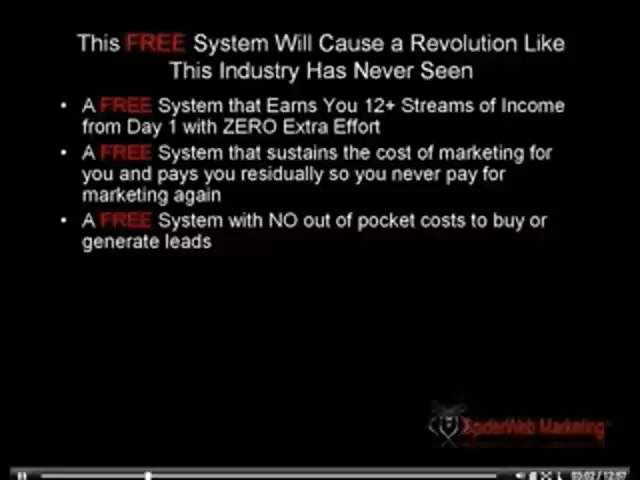 This FREE System Will Cause a Revolution Like
This Industry Has Never Seen
• A FREE System that Earns You 12+ Streams of Income
from Day 1 with ZERO Extra Effort
• A FREE System that sustains the cost of marketing for
you and pays you residually so you never pay for
marketing again
• A FREE System with NO out of pocket costs to buy or
generate leads
SpiderWeb Marketing